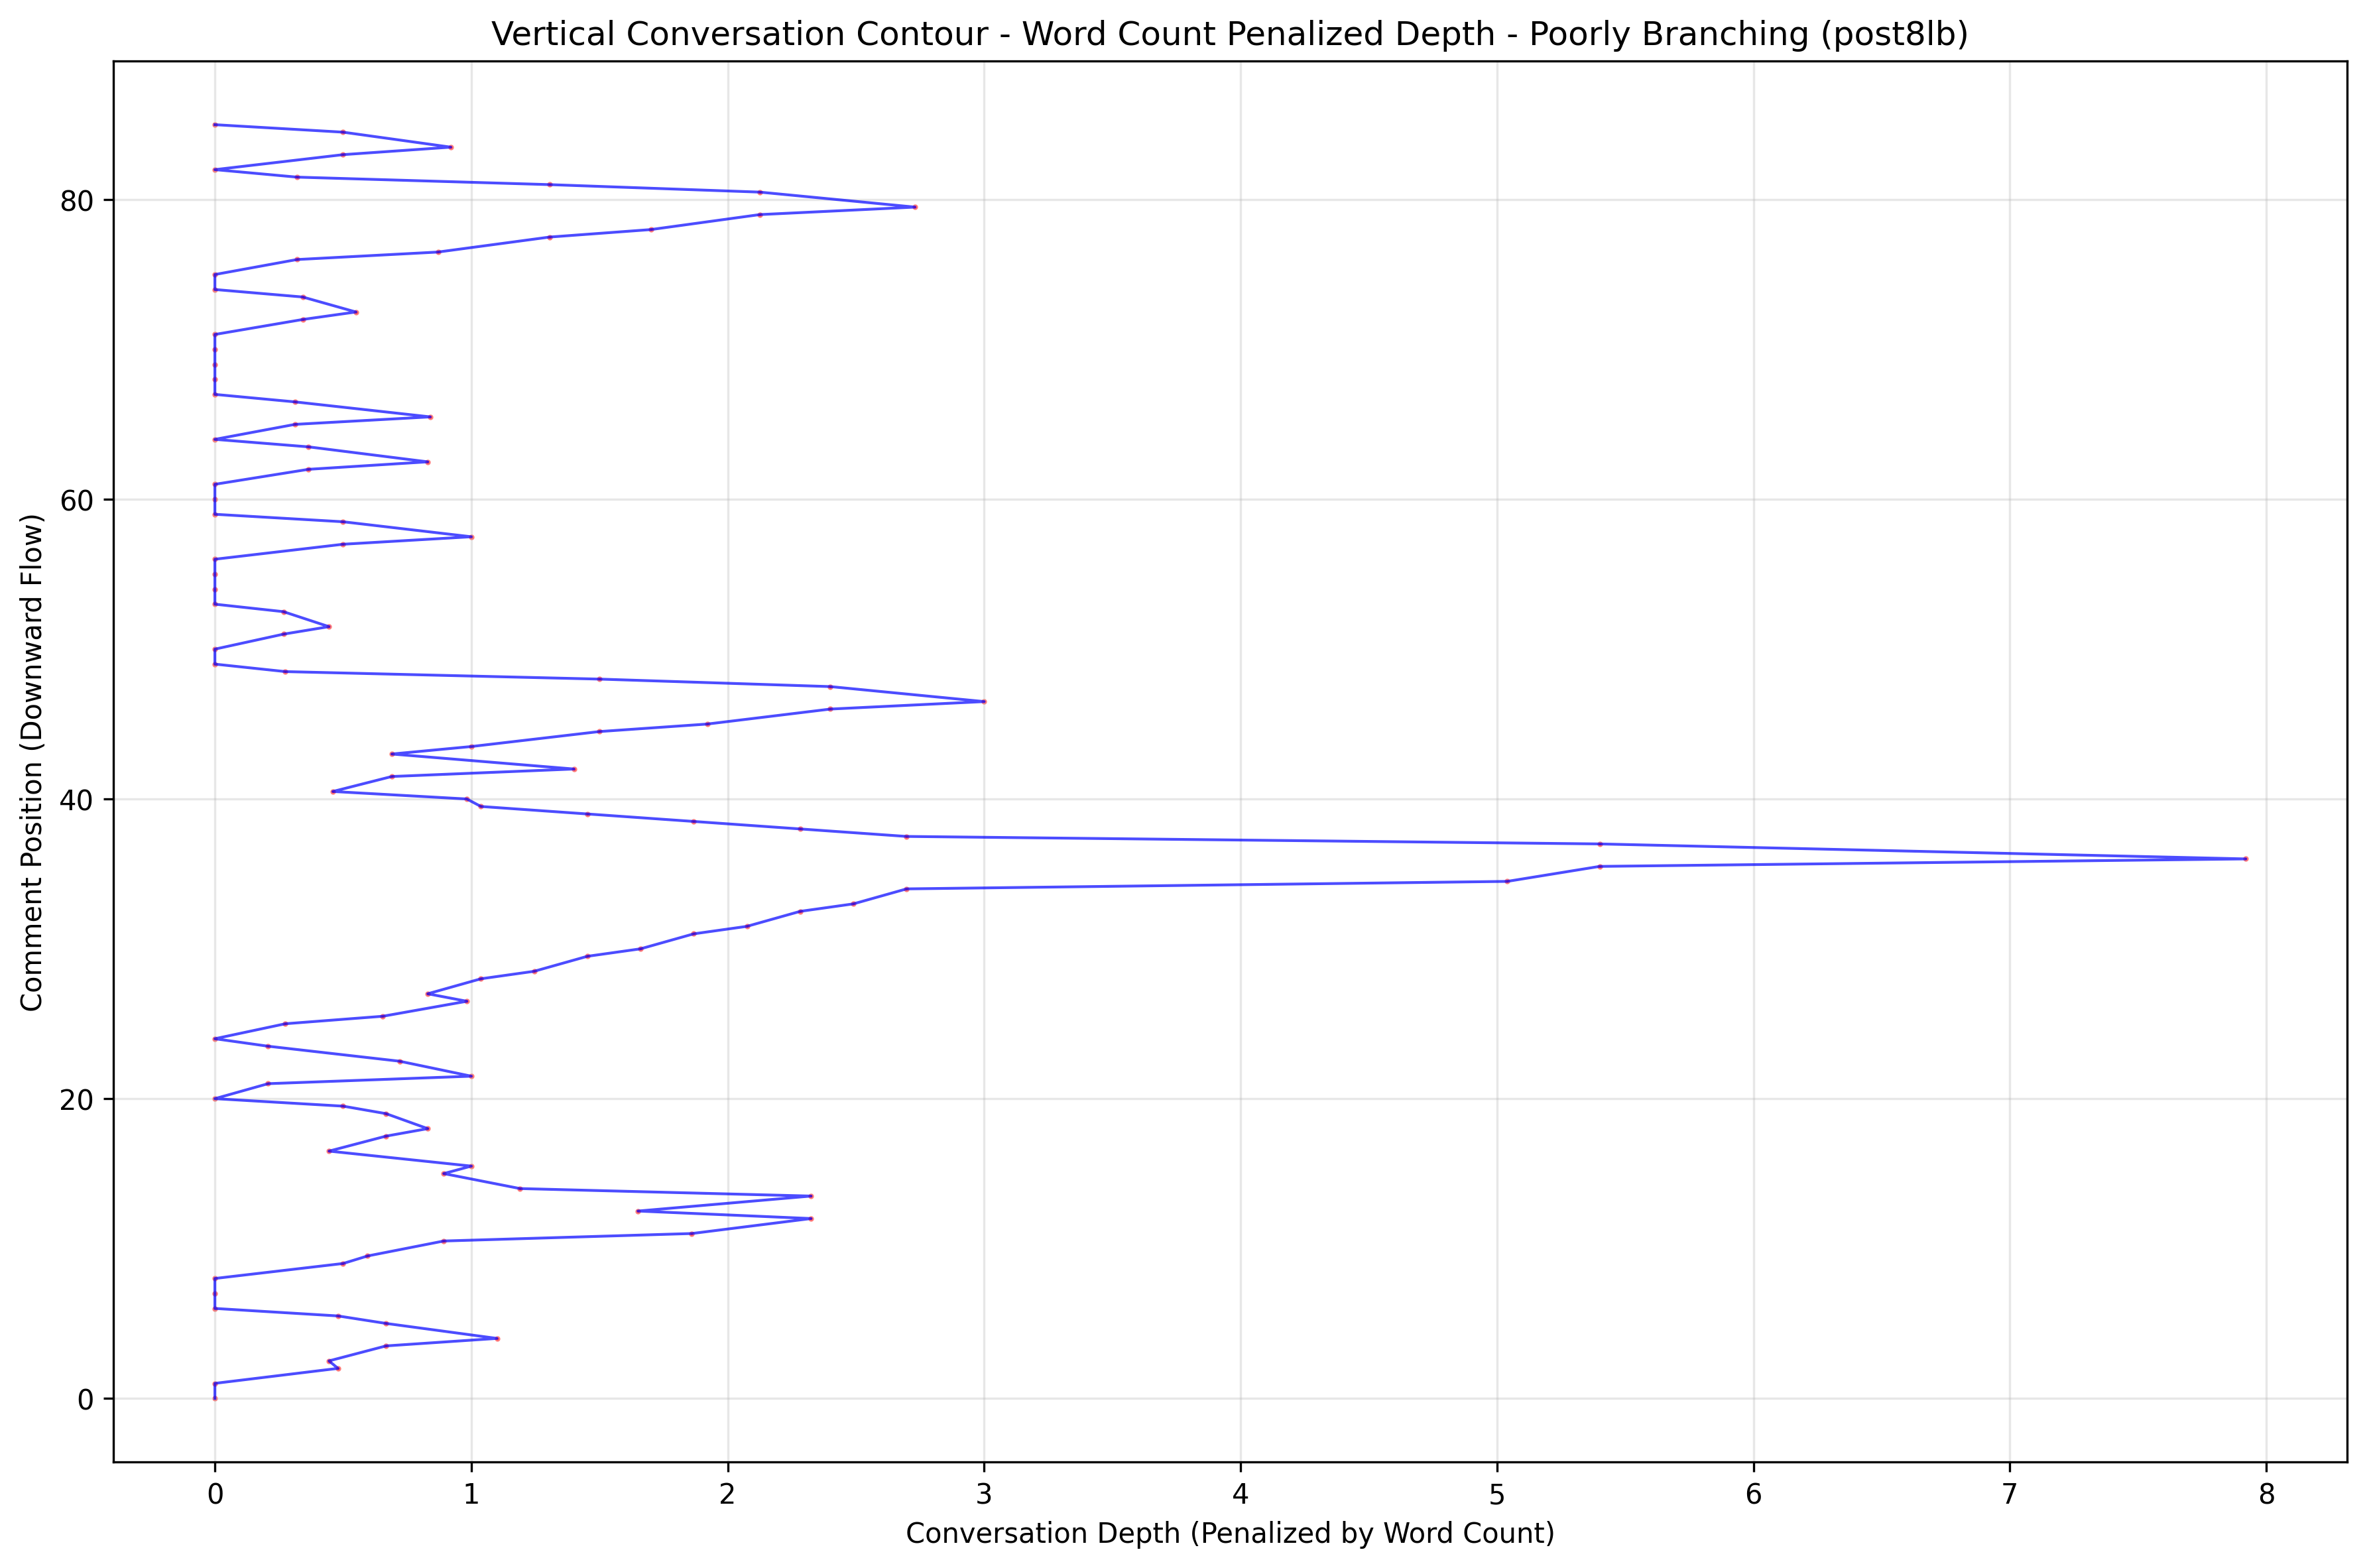 Vertical Conversation Contour - Word Count Penalized Depth - Poorly Branching (post8lb)
Comment Position (Downward Flow)
80
60
40
20
0
0 1 2 3 4 5 6 7 8
Conversation Depth (Penalized by Word Count)